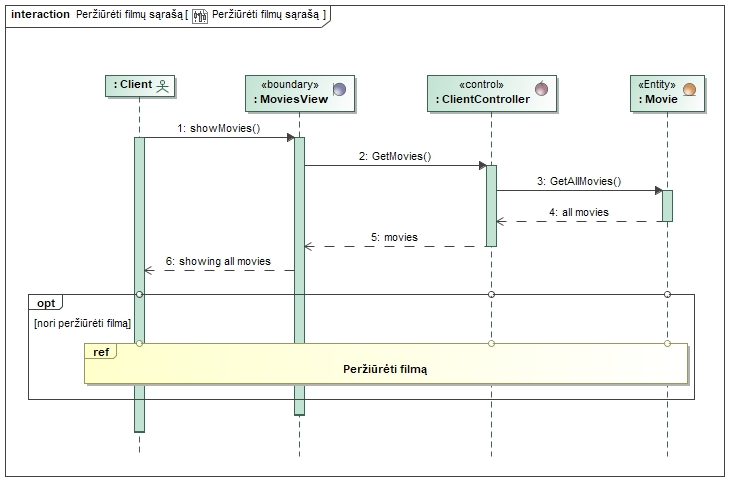 interaction Peržiūrėti filmų sąrašą [ Peržiūrėti filmų sąrašą ]
: Client
«boundary»
: MoviesView
«control»
: ClientController
«Entity»
: Movie
1: showMovies()
2: GetMovies()
3: GetAllMovies()
4: all movies
5: movies
6: showing all movies
opt
[nori peržiūrėti filmą]
ref
Peržiūrėti filmą